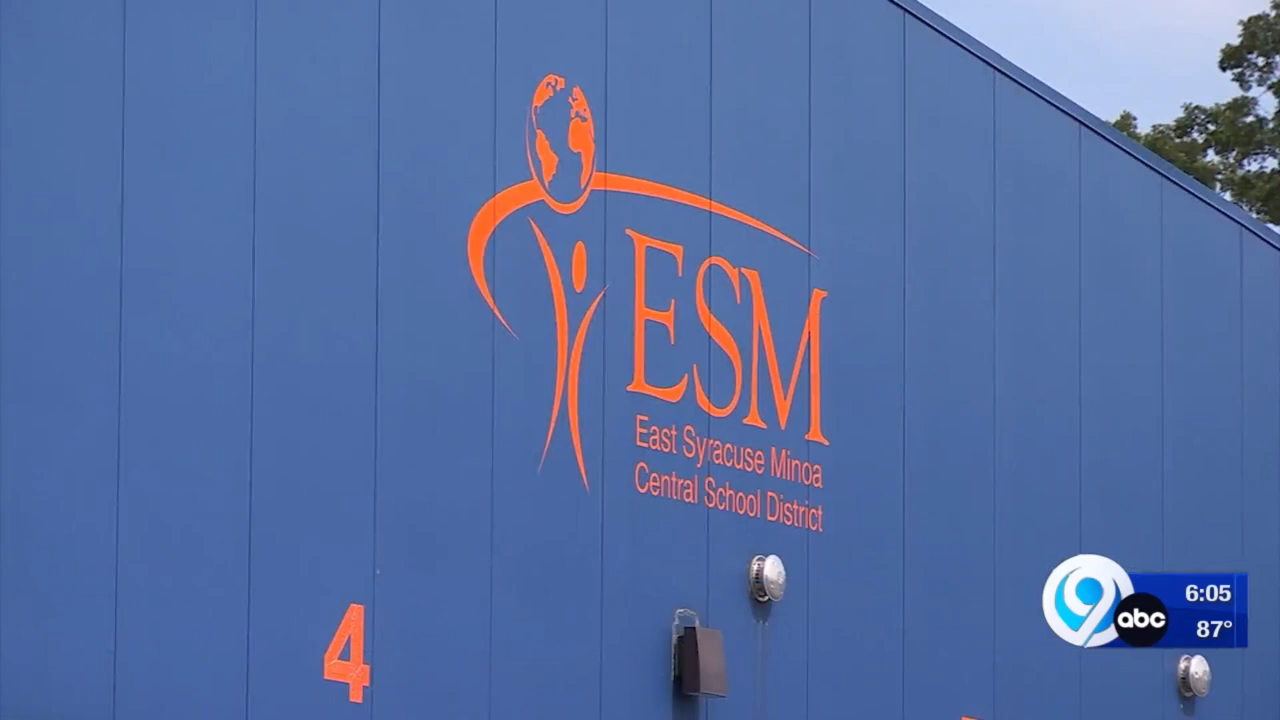 ESM
East Syracuse Minoa
Central School District
4
9
abc
6:05
87°